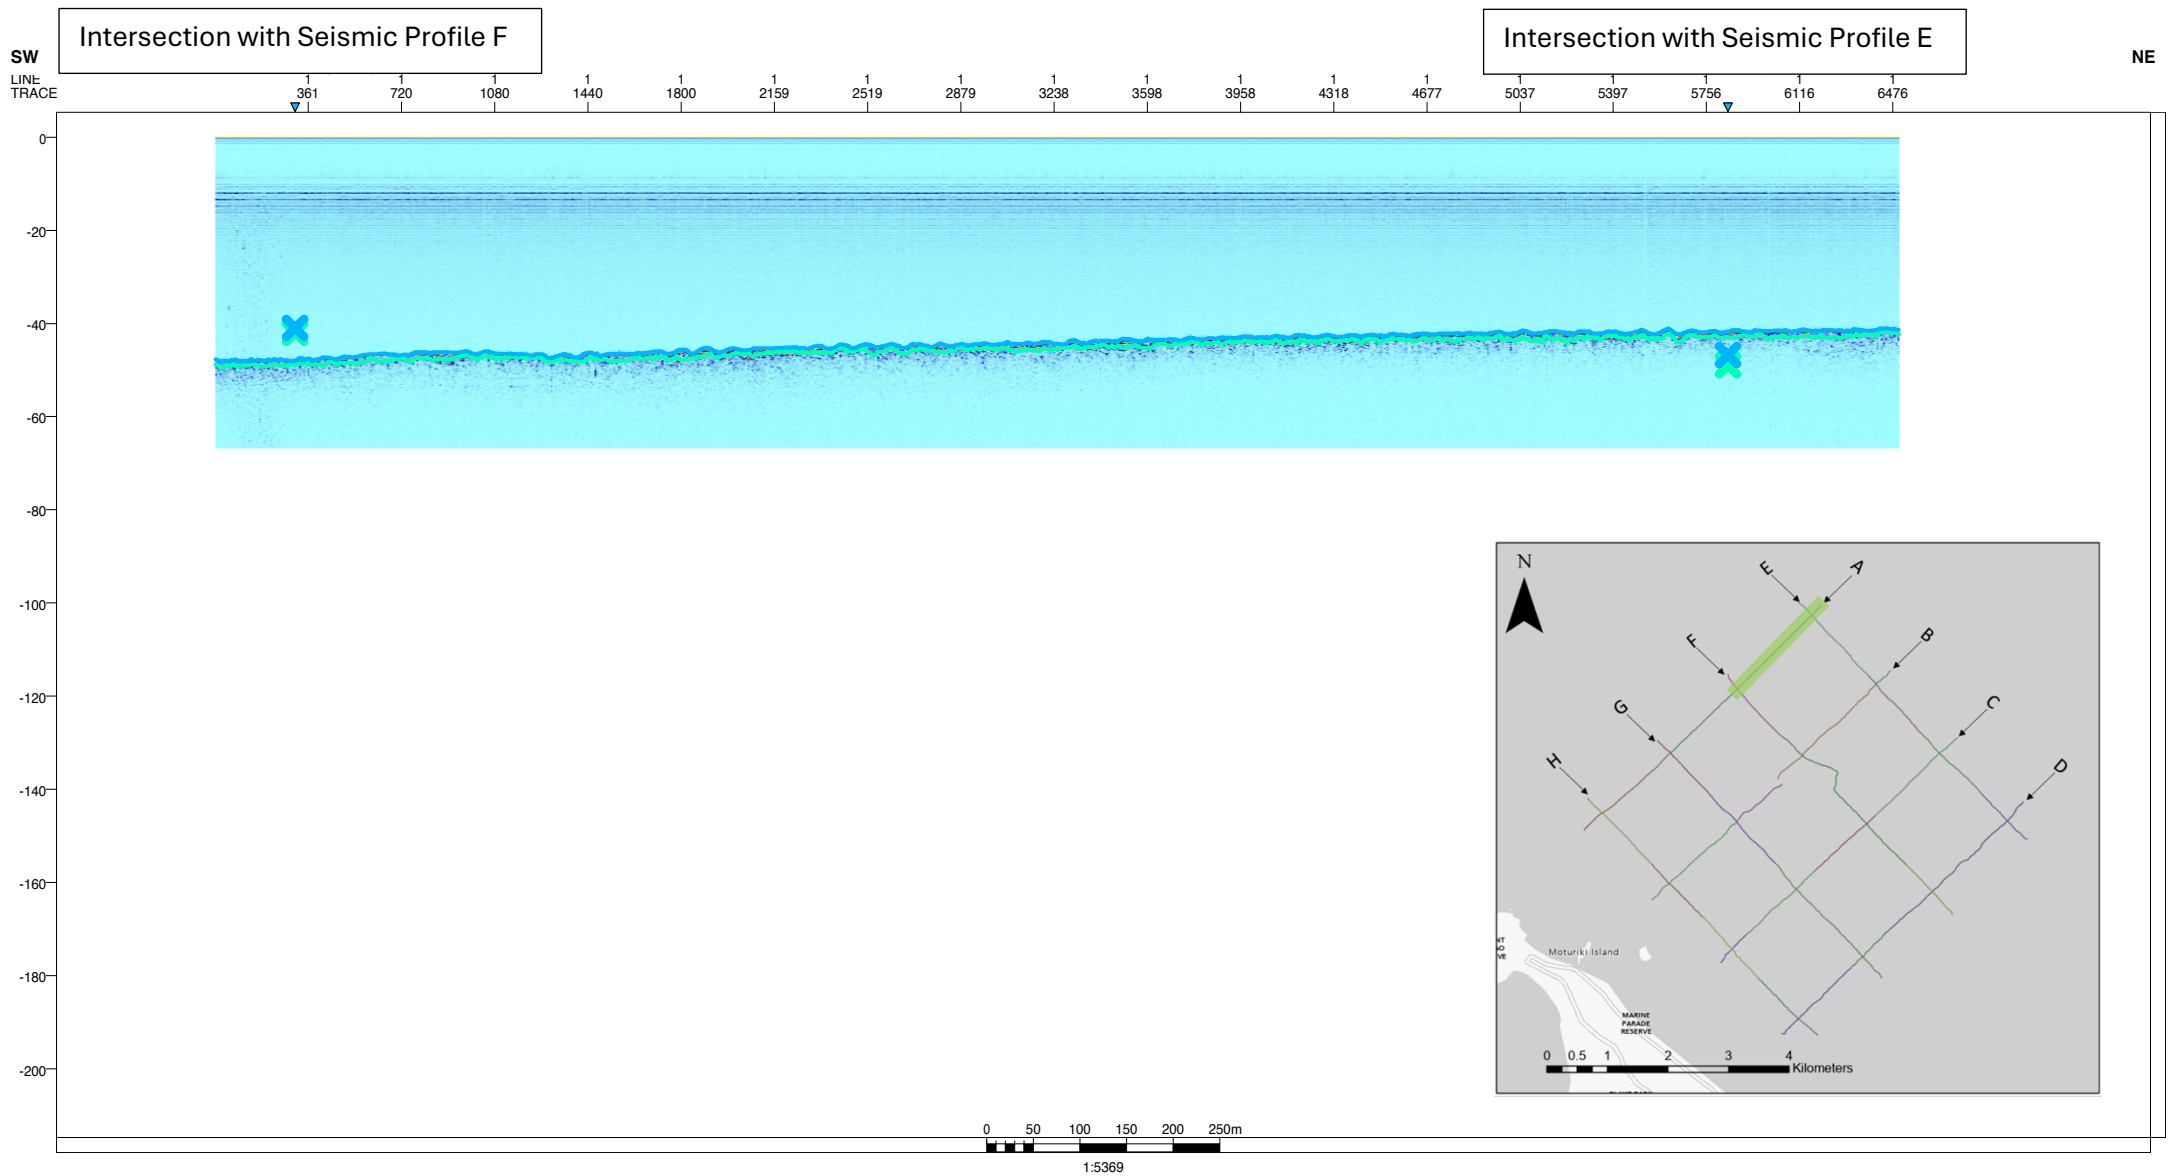 Intersection with Seismic Profile F
Intersection with Seismic Profile E
SW
NE
LINE 1 1 1 1 1 1 1 1 1 1 1 1 1 1 1 1 1 1
TRACE 361 720 1080 1440 1800 2159 2519 2879 3238 3598 3958 4318 4677 5037 5397 5756 6116 6476
0
-20
-40
-60
-80
-100
-120
-140
-160
-180
-200
N
E
A
F
B
G
C
H
D
Moturiki Island
MARINE
PARADE
RESERVE
0 0.5 1 2 3 4
Kilometers
0 50 100 150 200 250m
1:5369